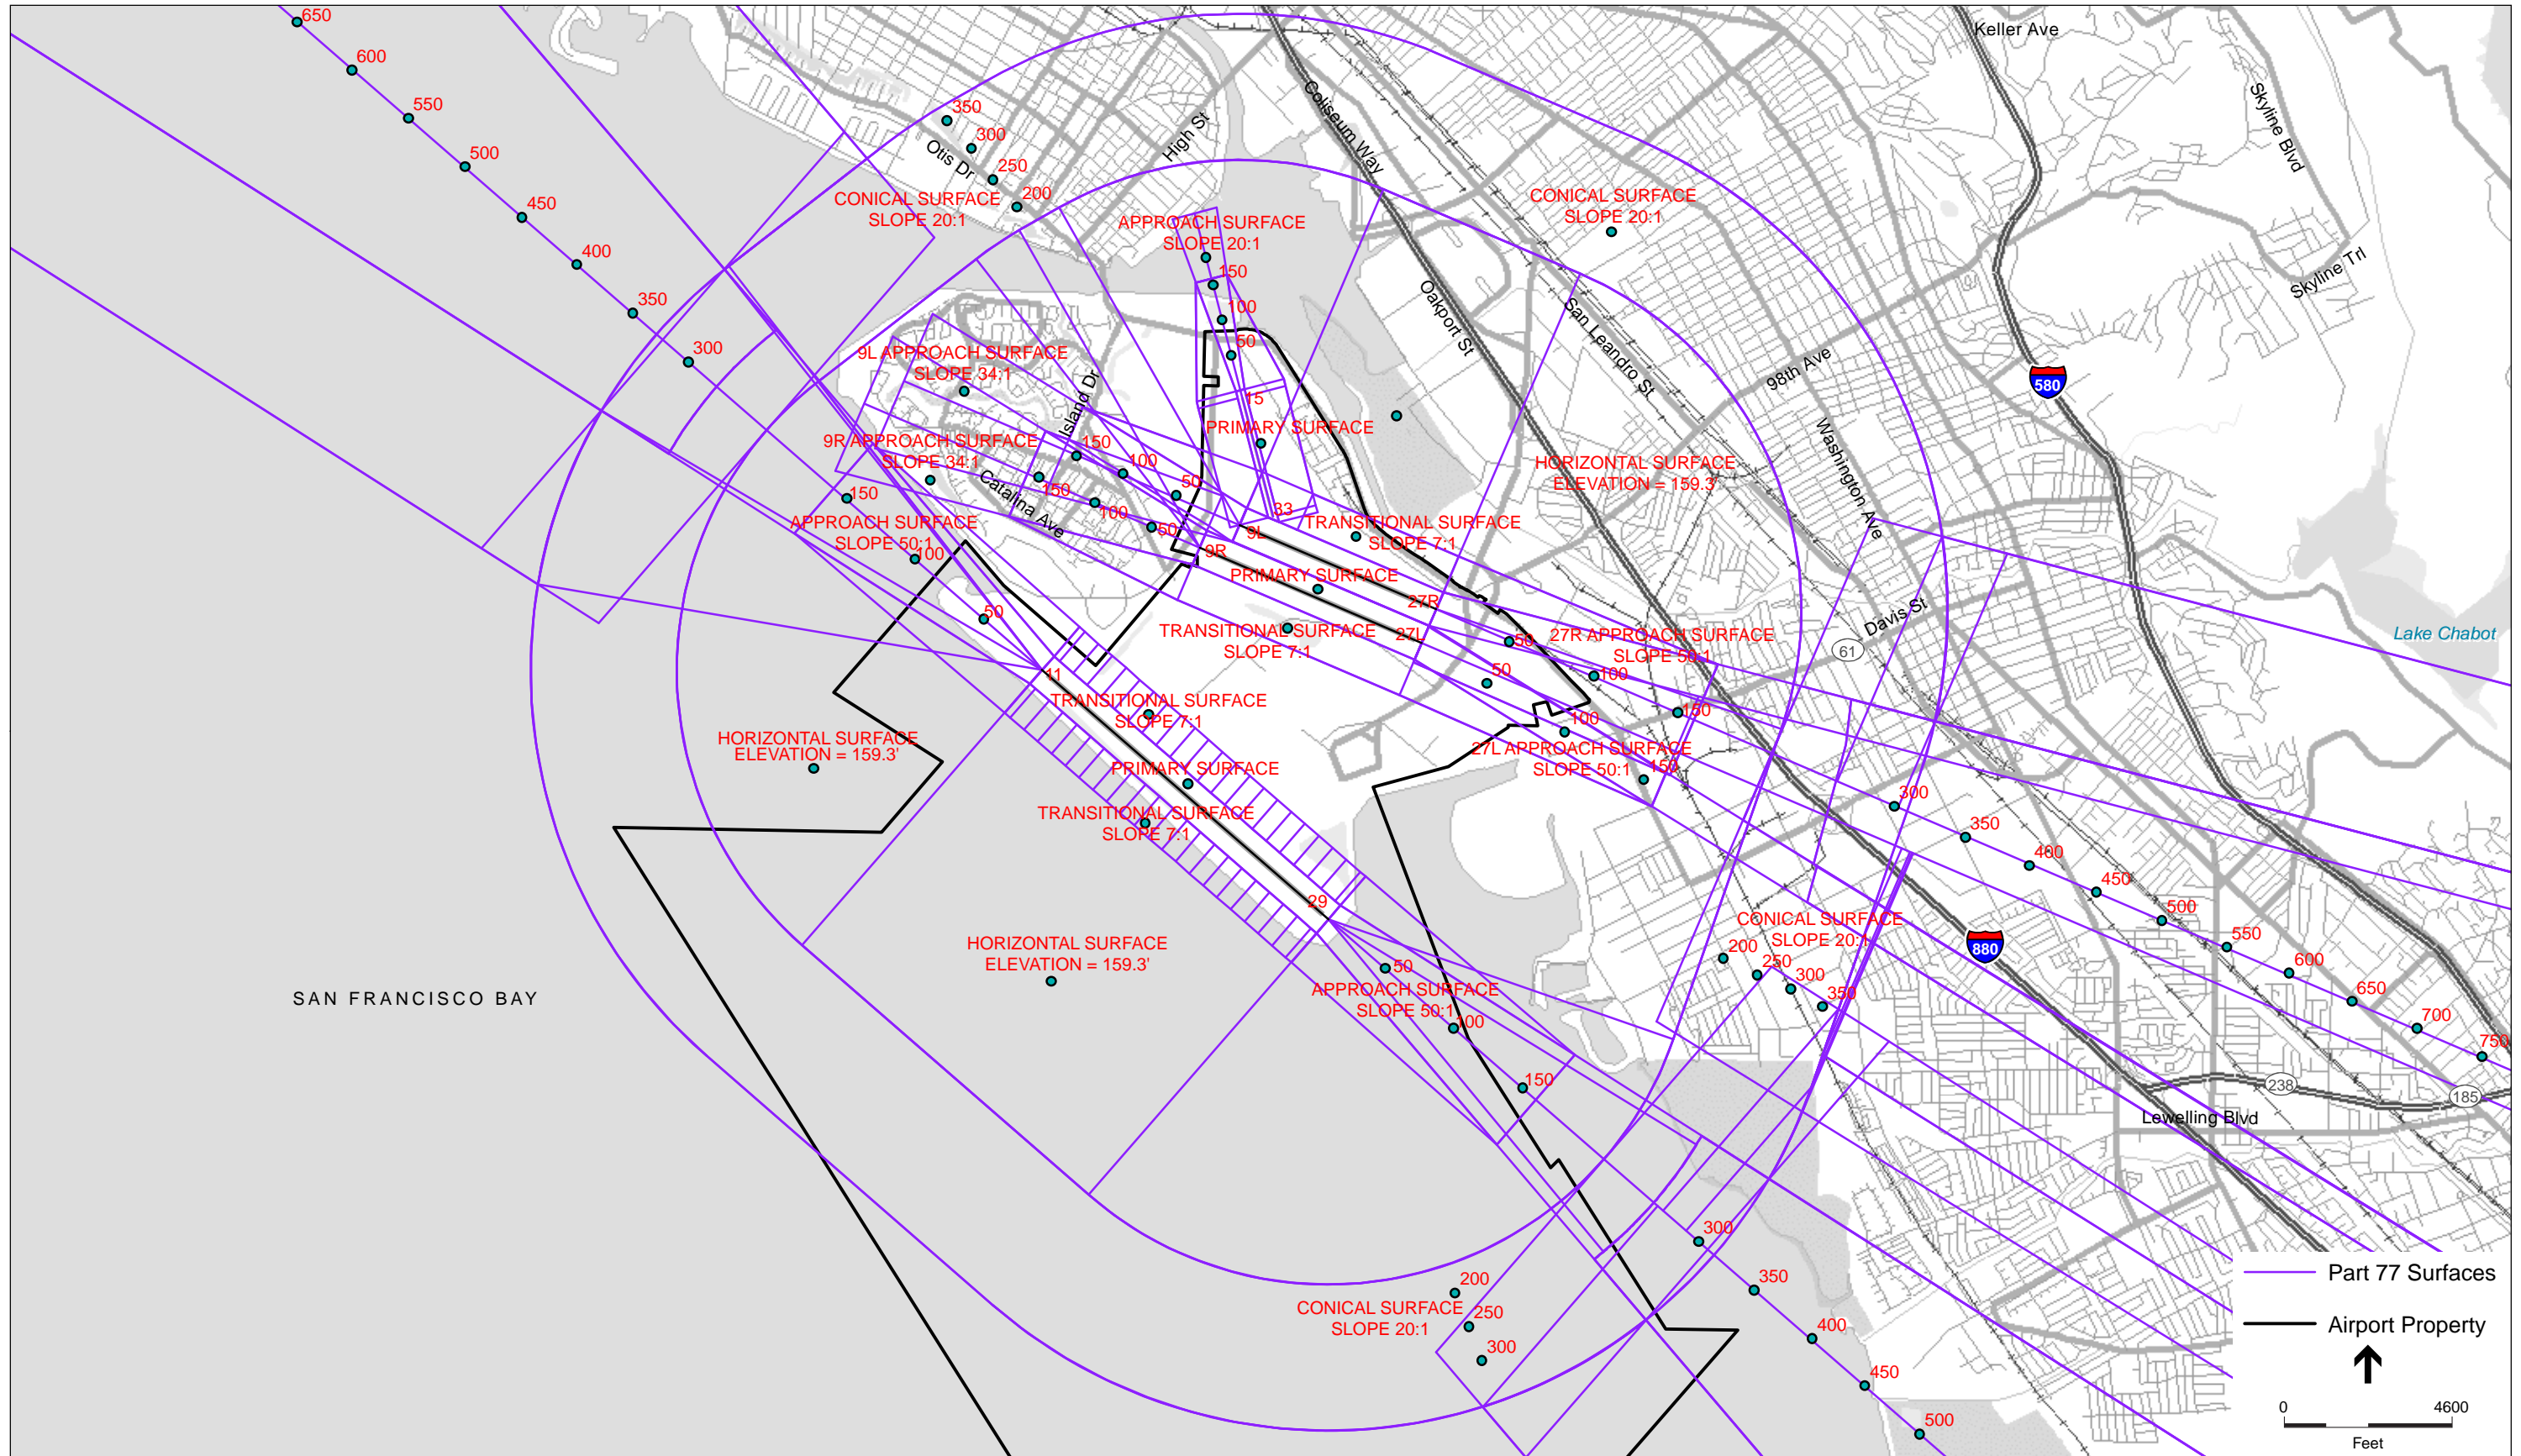 650
600
550
500
450
400
350
300
350
300
250
200
Otis Dr
High St
CONICAL SURFACE
SLOPE 20:1
APPROACH SURFACE
SLOPE 20:1
150
100
50
15
PRIMARY SURFACE
33
Coliseum Way
Keller Ave
Skyline Blvd
Skyline Trl
CONICAL SURFACE
SLOPE 20:1
Oakport St
San Leandro St
98th Ave
580
Washington Ave
HORIZONTAL SURFACE
ELEVATION = 159.3'
9L APPROACH SURFACE
SLOPE 34:1
Island Dr
9R APPROACH SURFACE
SLOPE 34:1
150
100
50
150
100
50
Catalina Ave
150
APPROACH SURFACE
SLOPE 50:1
100
50
9L
9R
TRANSITIONAL SURFACE
SLOPE 7:1
PRIMARY SURFACE
27R
27L
TRANSITIONAL SURFACE
SLOPE 7:1
50
27R APPROACH SURFACE
SLOPE 50:1
100
150
50
100
27L APPROACH SURFACE
SLOPE 50:1
150
61
Davis St
Lake Chabot
11
TRANSITIONAL SURFACE
SLOPE 7:1
HORIZONTAL SURFACE
ELEVATION = 159.3'
PRIMARY SURFACE
TRANSITIONAL SURFACE
SLOPE 7:1
29
300
350
400
450
500
550
600
650
700
750
CONICAL SURFACE
SLOPE 20:1
200
250
300
350
880
HORIZONTAL SURFACE
ELEVATION = 159.3'
SAN FRANCISCO BAY
50
APPROACH SURFACE
SLOPE 50:1
100
150
238
185
Lewelling Blvd
300
350
400
450
500
200
250
300
CONICAL SURFACE
SLOPE 20:1
Part 77 Surfaces
Airport Property
0 4600
Feet